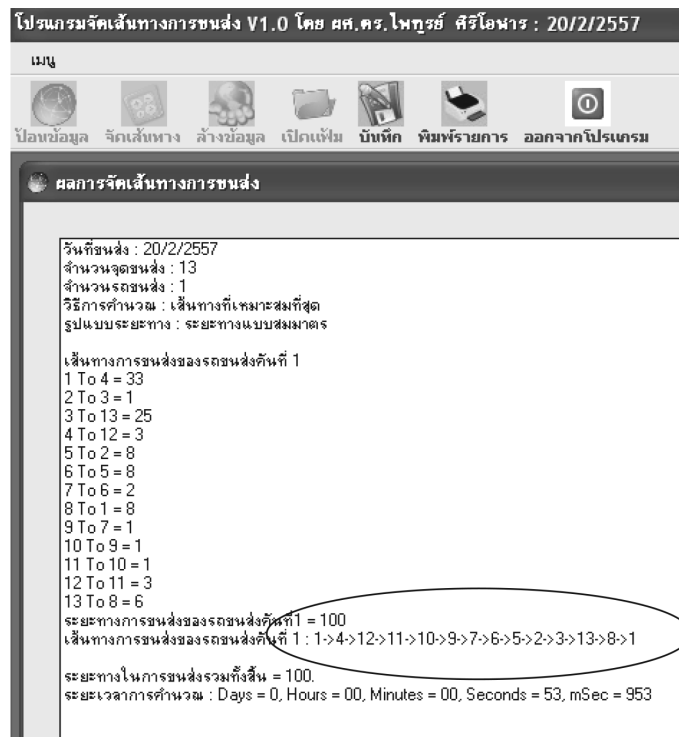 โปรแกรมจัดเส้นทางการขนส่ง V1.0 โดย ผศ.ดร.ไพฑูรย์ ศิริโอฬาร : 20/2/2557
เมนู
ป้อนข้อมูล จัดเส้นทาง ล้างข้อมูล เปิดแฟ้ม บันทึก พิมพ์รายการ ออกจากโปรแกรม
ผลการจัดเส้นทางการขนส่ง
วันที่ขนส่ง : 20/2/2557
จำนวนจุดขนส่ง : 13
จำนวนรถขนส่ง : 1
วิธีการคำนวณ : เส้นทางที่เหมาะสมที่สุด
รูปแบบระยะทาง : ระยะทางแบบสมมาตร
เส้นทางการขนส่งของรถขนส่งคันที่ 1
1 To 4 = 33
2 To 3 = 1
3 To 13 = 25
4 To 12 = 3
5 To 2 = 8
6 To 5 = 8
7 To 6 = 2
8 To 1 = 8
9 To 7 = 1
10 To 9 = 1
11 To 10 = 1
12 To 11 = 3
13 To 8 = 6
ระยะทางการขนส่งของรถขนส่งคันที่1 = 100
เส้นทางการขนส่งของรถขนส่งคันที่ 1 : 1->4->12->11->10->9->7->6->5->2->3->13->8->1
ระยะทางในการขนส่งรวมทั้งสิ้น = 100.
ระยะเวลาการคำนวณ : Days = 0, Hours = 00, Minutes = 00, Seconds = 53, mSec = 953